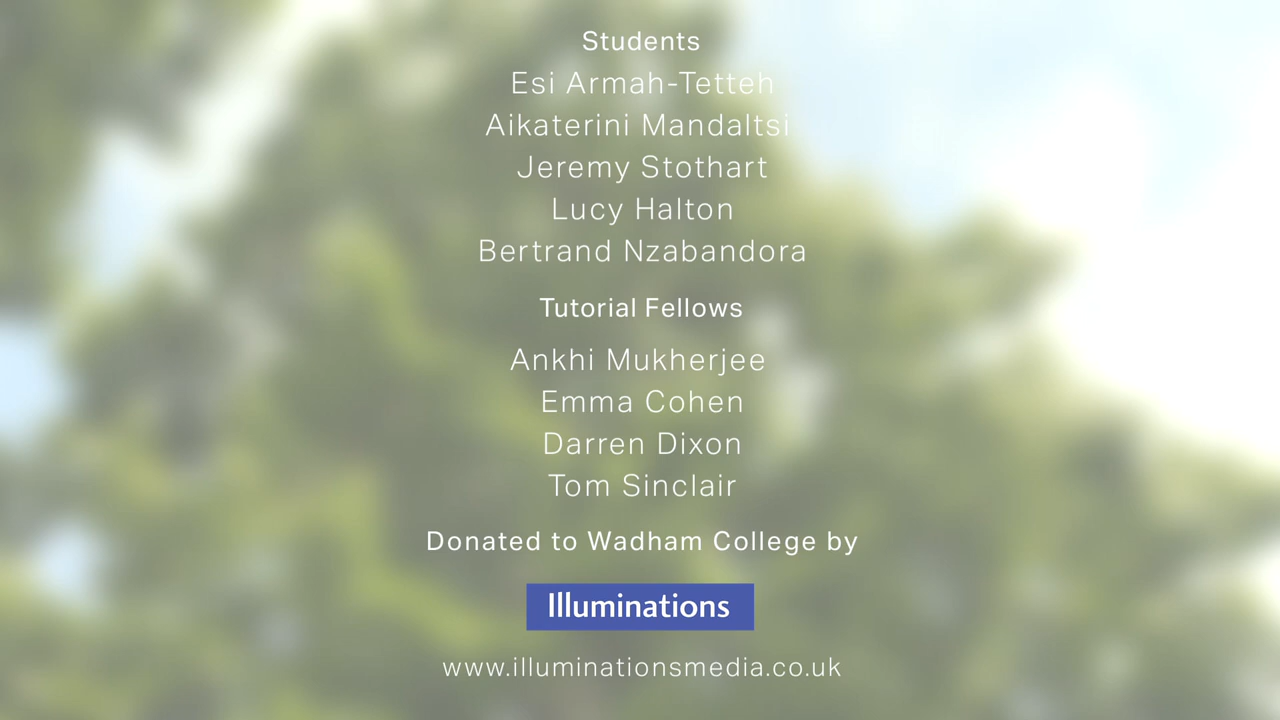 Students
Esi Armah-Tetteh
Aikaterini Mandaltsi
Jeremy Stothart
Lucy Halton
Bertrand Nzabandora
Tutorial Fellows
Ankhi Mukherjee
Emma Cohen
Darren Dixon
Tom Sinclair
Donated to Wadham College by
Illuminations
www.illuminationsmedia.co.uk